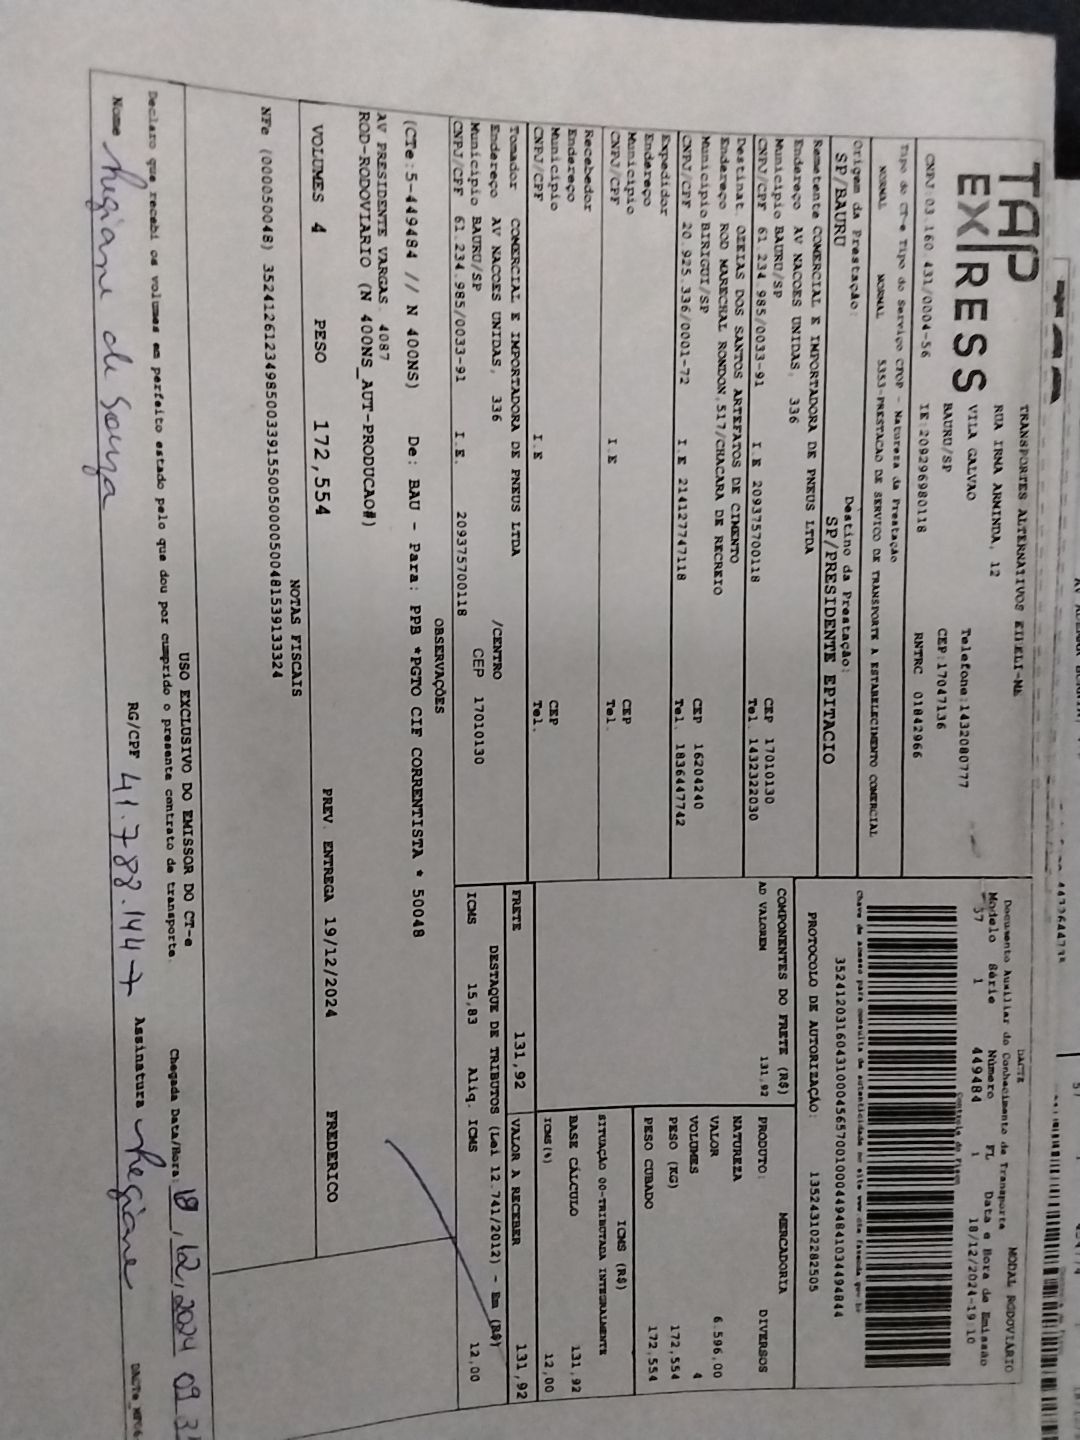 TAP
EX/RESS
TRANSPORTES ALTERNATIVOS EIRELI-ME
RUA IRMA ARMINDA, 12
VILA GALVAO
BAURU/SP
Telefone:1432080777
CEP:17047136
CNPJ:03.160.431/0004-56 IE:209296980118 RNTRC 01842966
Tipo do CT-e Tipo do Serviço CFOP - Natureza da Prestação
NORMAL NORMAL 5353-PRESTACAO DE SERVICO DE TRANSPORTE A ESTABELECIMENTO COMERCIAL
Origem da Prestação: Destino da Prestação:
SP/BAURU SP/PRESIDENTE EPITACIO
DACTE MODAL RODOVIÁRIO
Documento Auxiliar do Conhecimento de Transporte
Modelo Série Número FL Data e Hora de Emissão
57 1 449484 1 18/12/2024-19:10
Controle do Fisco
35241203160431000456570010004494841034494844
Chave de acesso para consulta de autenticidade no site www.cte.fazenda.gov.br
PROTOCOLO DE AUTORIZAÇÃO: 135243102282505
Remetente COMERCIAL E IMPORTADORA DE PNEUS LTDA
Endereço AV NACOES UNIDAS, 336
Município BAURU/SP CEP 17010130
CNPJ/CPF 61.234.985/0033-91 I.E 209375700118 Tel. 1432322030
Destinat. OZEIAS DOS SANTOS ARTEFATOS DE CIMENTO
Endereço ROD MARECHAL RONDON,517/CHACARA DE RECREIO
Município BIRIGUI/SP CEP 16204240
CNPJ/CPF 20.925.336/0001-72 I.E 214127747118 Tel. 1836447742
Expedidor
Endereço
Município CEP
CNPJ/CPF I.E Tel.
Recebedor
Endereço
Município CEP
CNPJ/CPF I.E Tel.
Tomador COMERCIAL E IMPORTADORA DE PNEUS LTDA
Endereço AV NACOES UNIDAS, 336 /CENTRO
Município BAURU/SP CEP 17010130
CNPJ/CPF 61.234.985/0033-91 I.E. 209375700118
COMPONENTES DO FRETE (R$)
AD VALOREM 131,92
PRODUTO: MERCADORIA DIVERSOS
NATUREZA
VALOR 6.596,00
VOLUMES 4
PESO (KG) 172,554
PESO CUBADO 172,554
ICMS (R$)
SITUAÇÃO 00-TRIBUTADA INTEGRALMENTE
BASE CÁLCULO 131,92
ICMS(%) 12,00
FRETE 131,92 VALOR A RECEBER 131,92
DESTAQUE DE TRIBUTOS (Lei 12.741/2012) - Em (R$)
ICMS 15,83 Aliq. ICMS 12,00
OBSERVAÇÕES
(CTe:5-449484 // N 400NS) De: BAU - Para: PPB *PGTO CIF CORRENTISTA * 50048
AV PRESIDENTE VARGAS, 4087
ROD-RODOVIARIO (N 400NS_AUT-PRODUCAO#)
VOLUMES 4 PESO 172,554 PREV. ENTREGA 19/12/2024 FREDERICO
NOTAS FISCAIS
NFe (000050048) 35241261234985003391550050000500481539133324
USO EXCLUSIVO DO EMISSOR DO CT-e
Declaro que recebi os volumes em perfeito estado pelo que dou por cumprido o presente contrato de transporte. Chegada Data/Hora: 18,12,2024 09:3
Nome Regiane de Souza RG/CPF 41.788.144-7 Assinatura Regiane